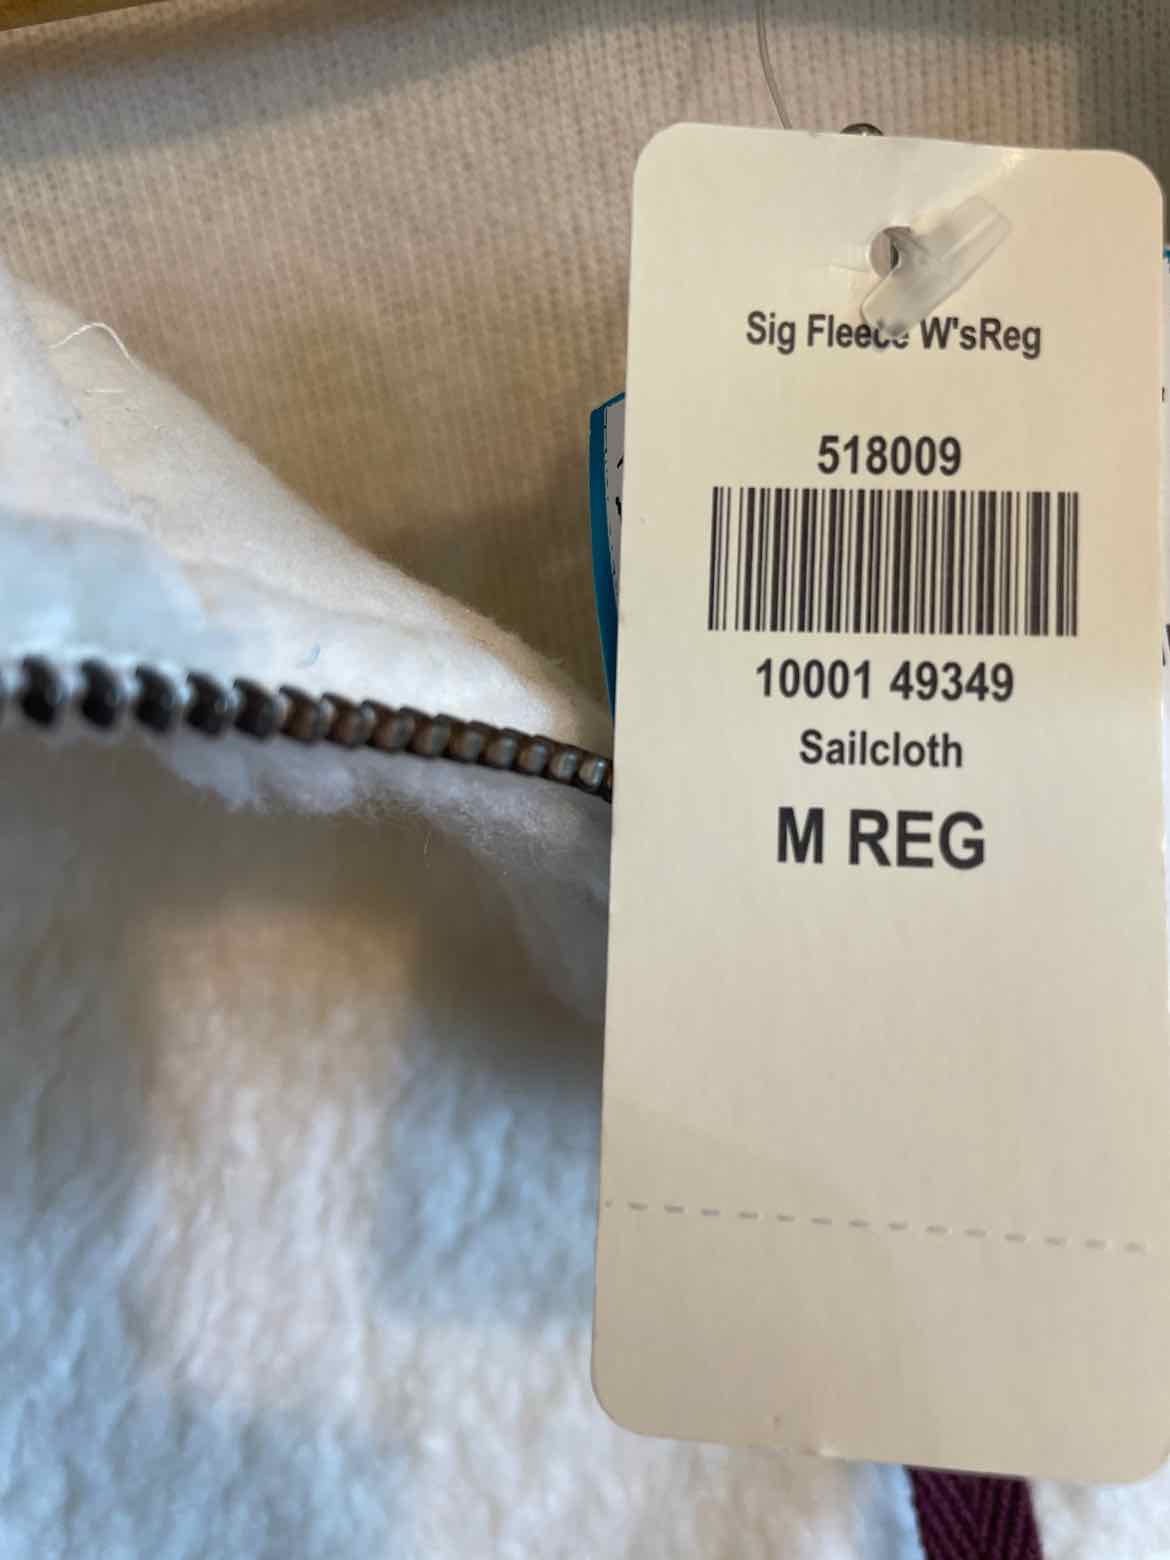 Sig Fleece W'sReg
518009
10001 49349
Sailcloth
M REG